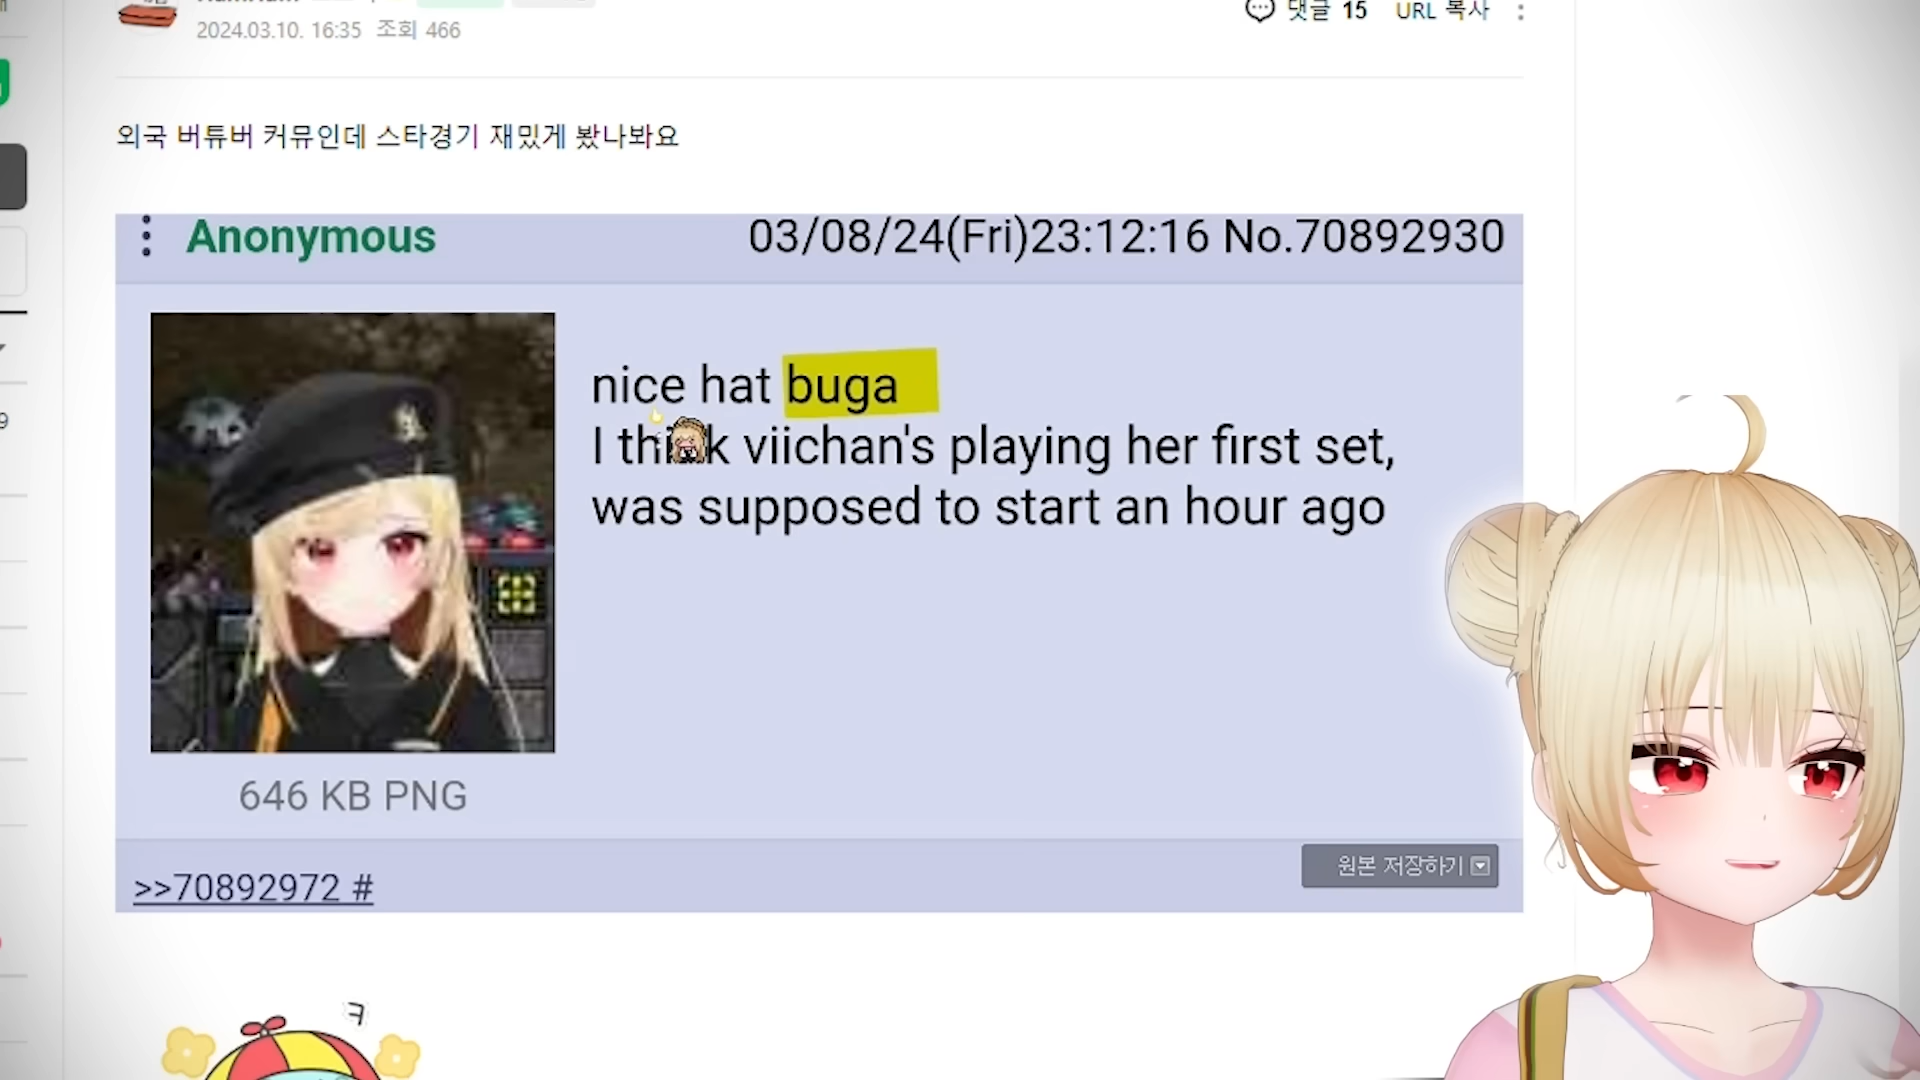 2024.03.10. 16:35 조회 466
댓글 15 URL 복사
외국 버튜버 커뮤인데 스타경기 재밌게 봤나봐요
Anonymous 03/08/24(Fri)23:12:16 No.70892930
nice hat buga
I think viichan's playing her first set,
was supposed to start an hour ago
646 KB PNG
>>70892972 #
원본 저장하기
ㅋ
9